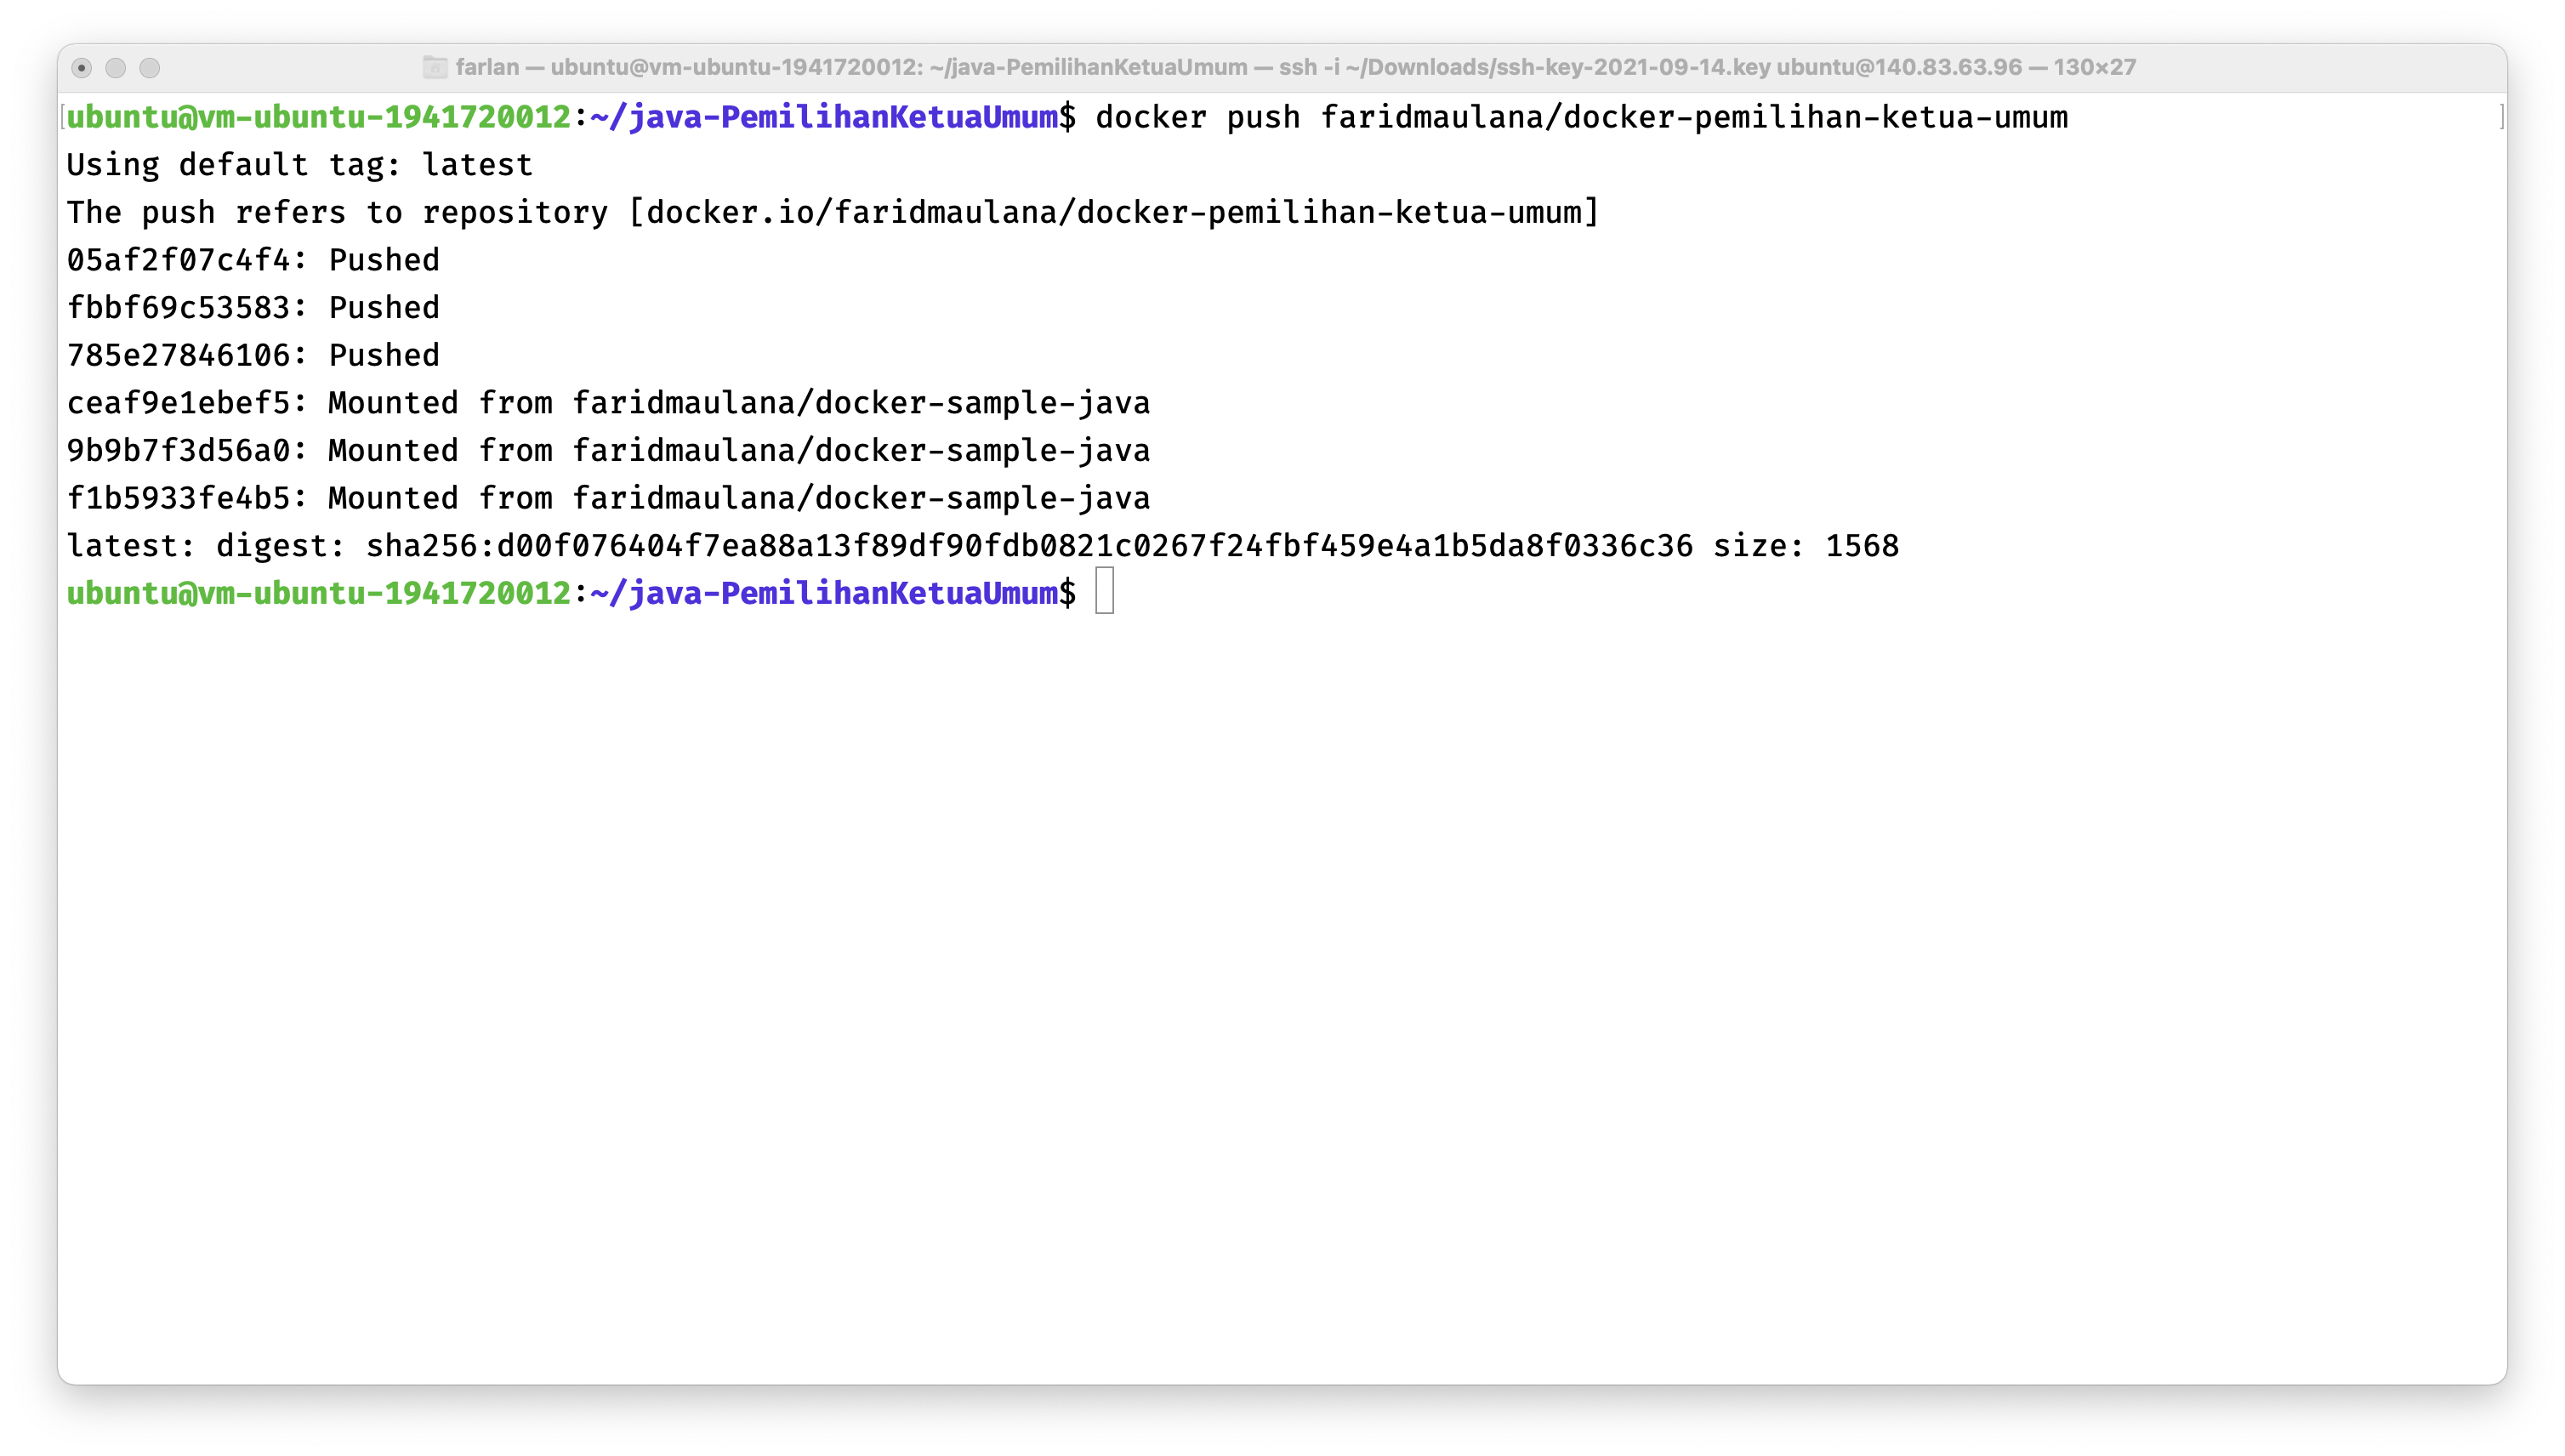 farlan — ubuntu@vm-ubuntu-1941720012: ~/java-PemilihanKetuaUmum — ssh -i ~/Downloads/ssh-key-2021-09-14.key ubuntu@140.83.63.96 — 130×27
[ubuntu@vm-ubuntu-1941720012:~/java-PemilihanKetuaUmum$ docker push faridmaulana/docker-pemilihan-ketua-umum ]
Using default tag: latest
The push refers to repository [docker.io/faridmaulana/docker-pemilihan-ketua-umum]
05af2f07c4f4: Pushed
fbbf69c53583: Pushed
785e27846106: Pushed
ceaf9e1ebef5: Mounted from faridmaulana/docker-sample-java
9b9b7f3d56a0: Mounted from faridmaulana/docker-sample-java
f1b5933fe4b5: Mounted from faridmaulana/docker-sample-java
latest: digest: sha256:d00f076404f7ea88a13f89df90fdb0821c0267f24fbf459e4a1b5da8f0336c36 size: 1568
ubuntu@vm-ubuntu-1941720012:~/java-PemilihanKetuaUmum$